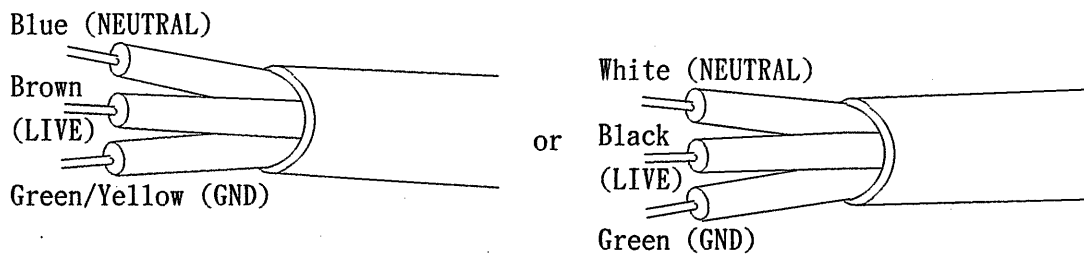 Blue (NEUTRAL)
Brown
(LIVE)
Green/Yellow (GND)
or
White (NEUTRAL)
Black
(LIVE)
Green (GND)